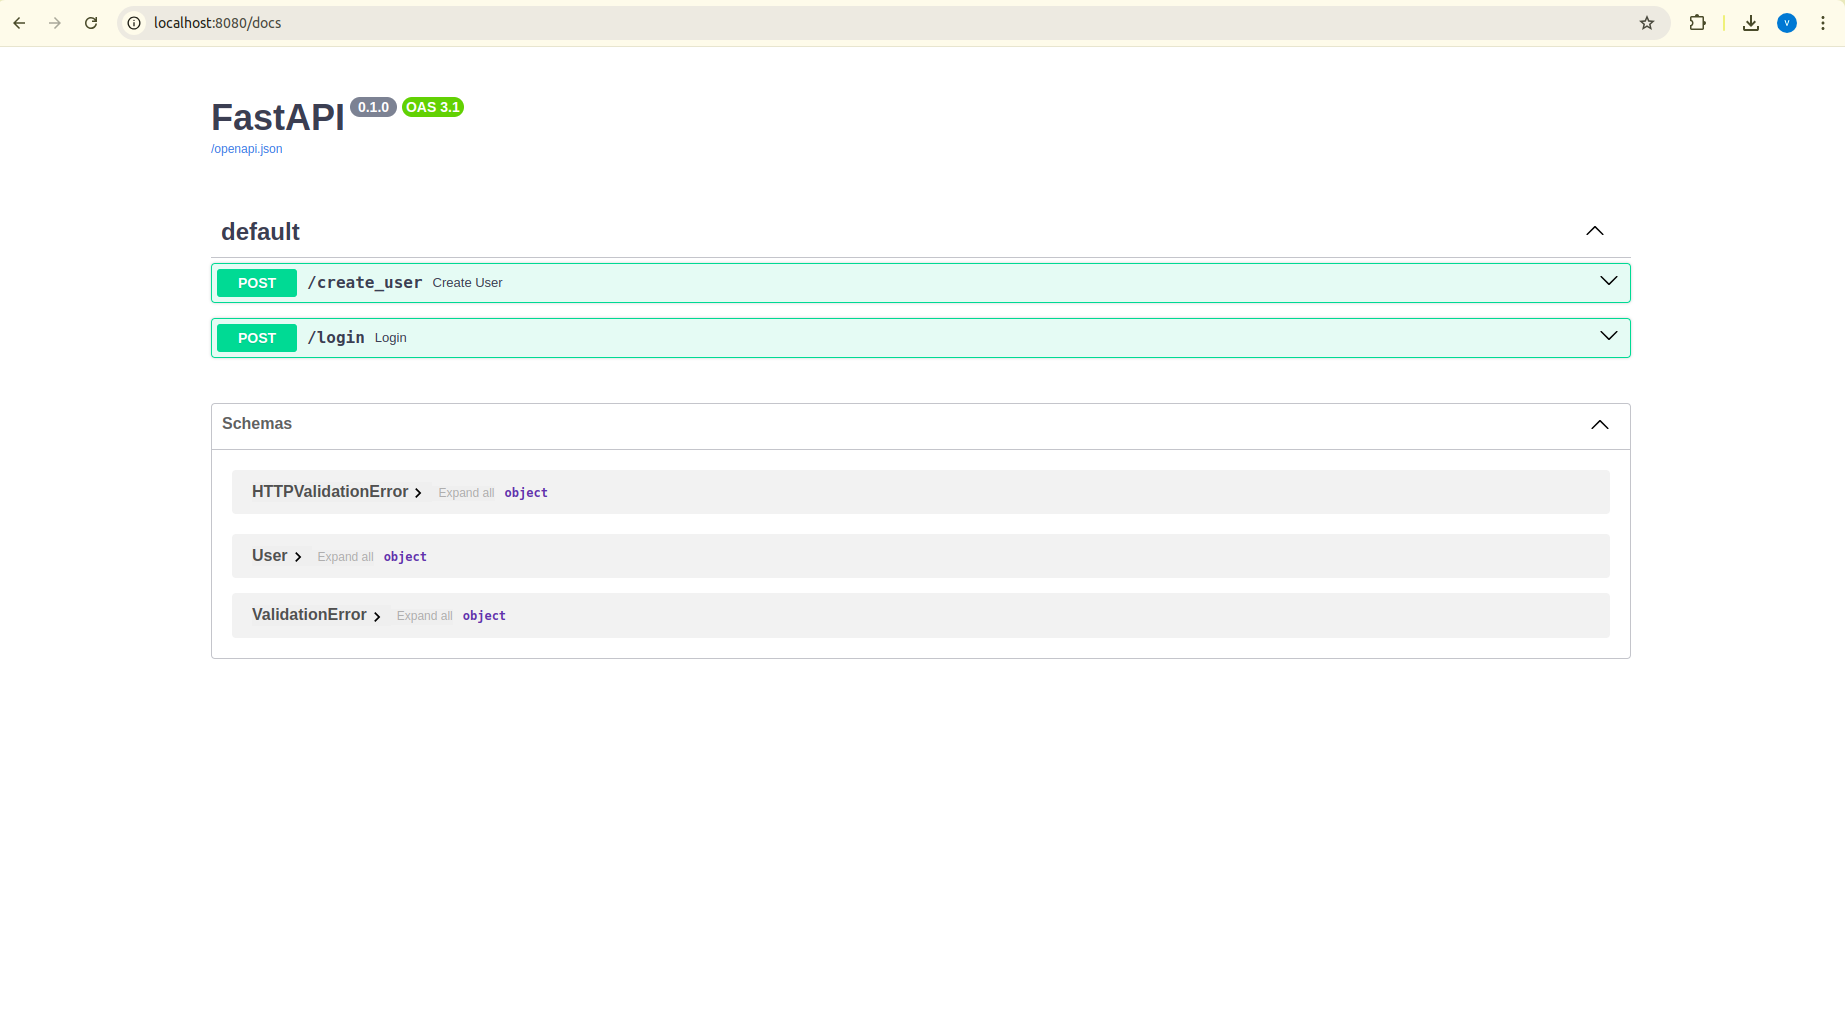 localhost:8080/docs
V
FastAPI 0.1.0 OAS 3.1
/openapi.json
default
POST /create_user Create User
POST /login Login
Schemas
HTTPValidationError Expand all object
User Expand all object
ValidationError Expand all object